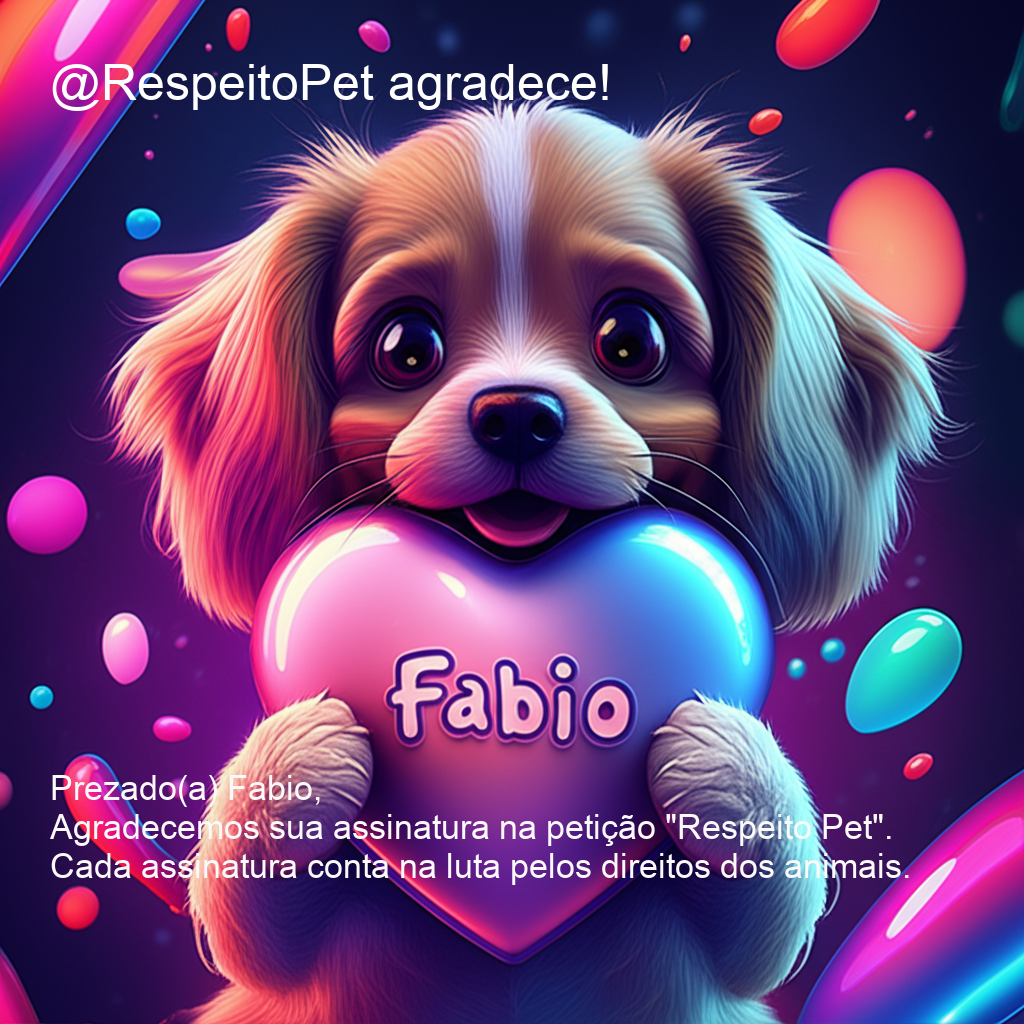 @RespeitoPet agradece!
Fabio
Prezado(a) Fabio,
Agradecemos sua assinatura na petição "Respeito Pet".
Cada assinatura conta na luta pelos direitos dos animais.